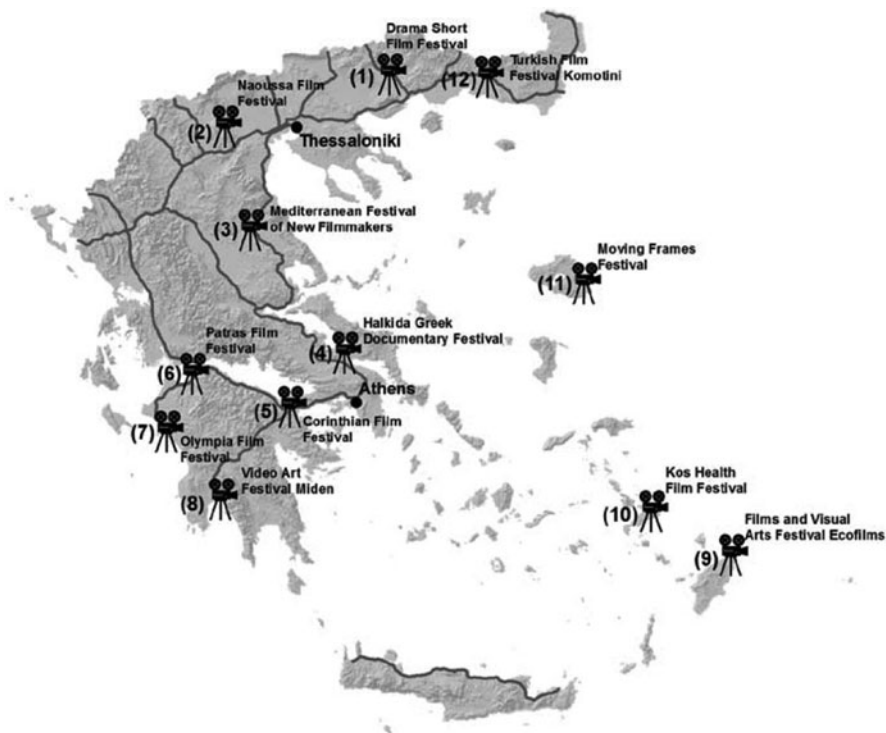 Drama Short
Film Festival
(1)
(12)
Turkish Film
Festival Komotini
Naoussa Film
Festival
(2)
Thessaloniki
Mediterranean Festival
of New Filmmakers
(3)
Moving Frames
Festival
(11)
Patras Film
Festival
(6)
Halkida Greek
Documentary Festival
(4)
Athens
(5)
Corinthian Film
Festival
(7)
Olympia Film
Festival
Video Art
Festival Miden
(8)
Kos Health
Film Festival
(10)
Films and Visual
Arts Festival Ecofilms
(9)